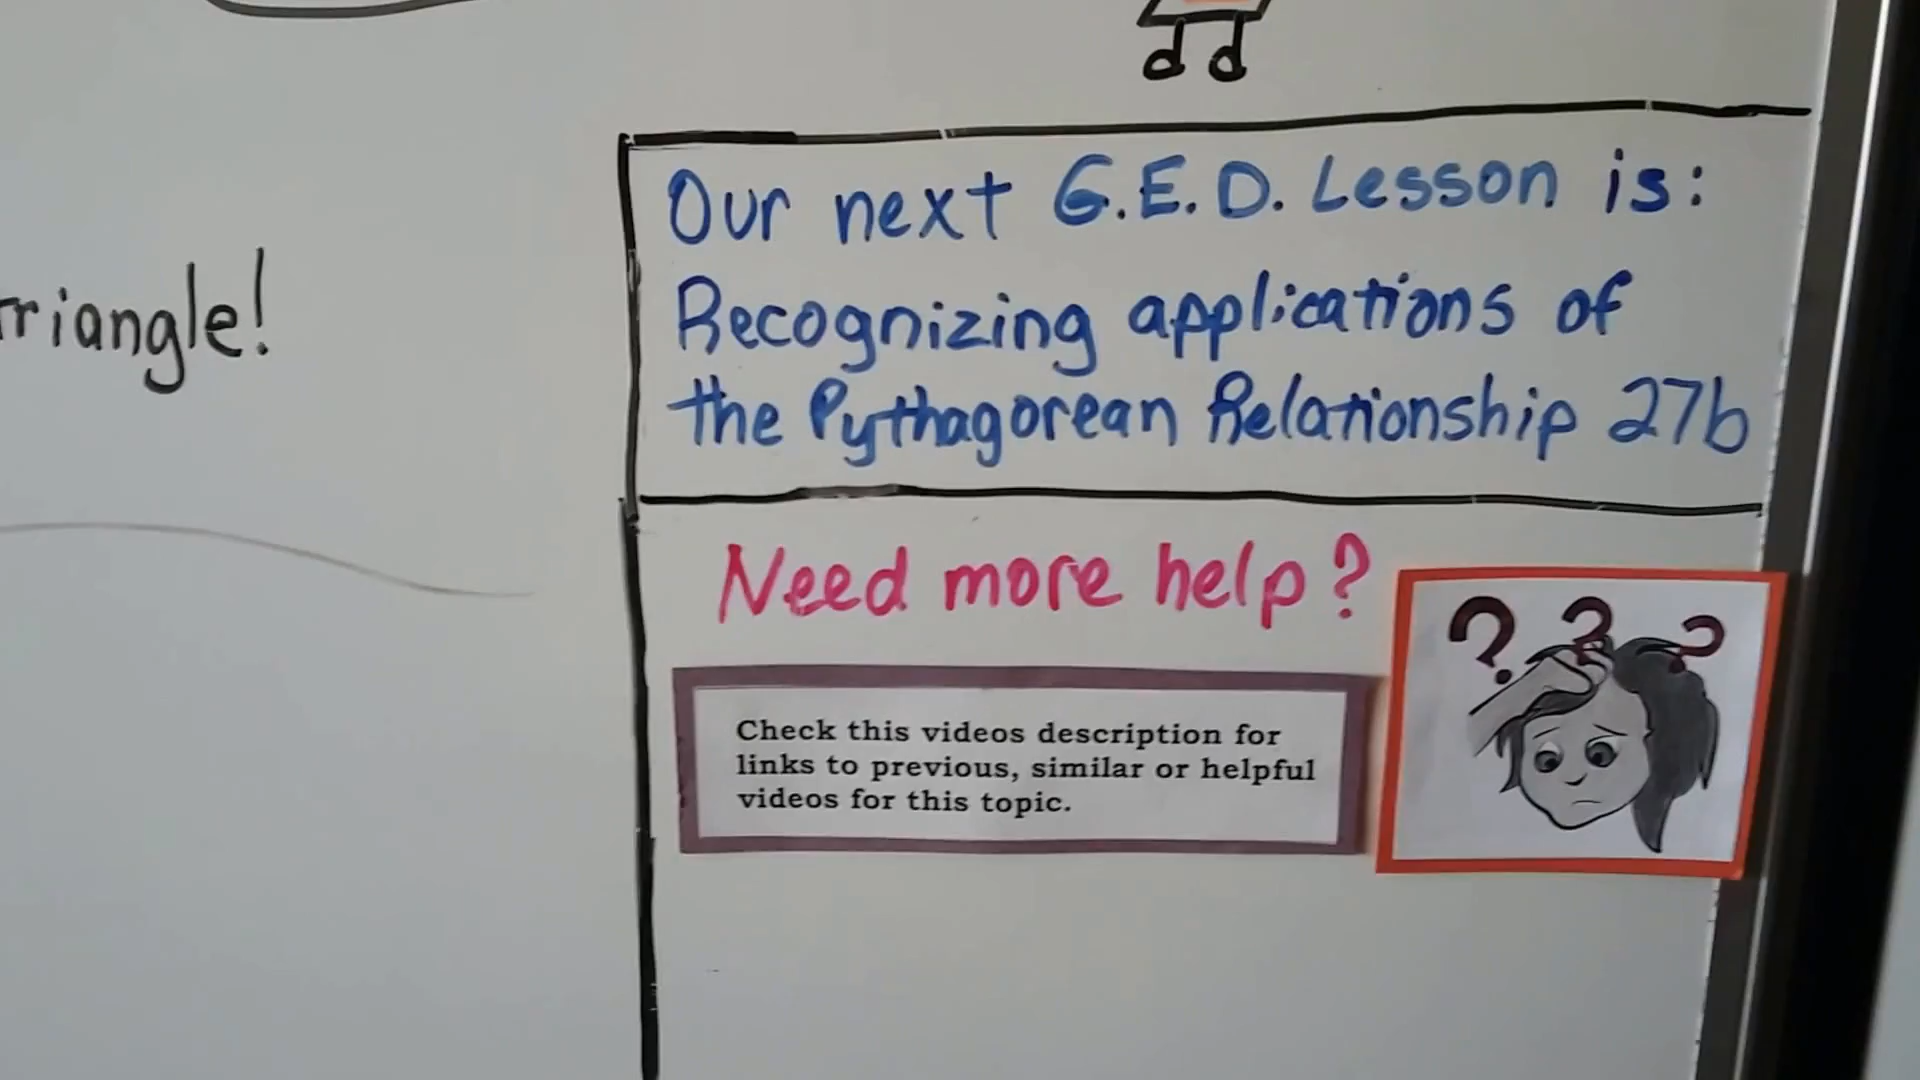 Our next G.E.D. Lesson is:
Recognizing applications of
the Pythagorean Relationship 27b
riangle!
Need more help?
? ? ?
Check this videos description for
links to previous, similar or helpful
videos for this topic.